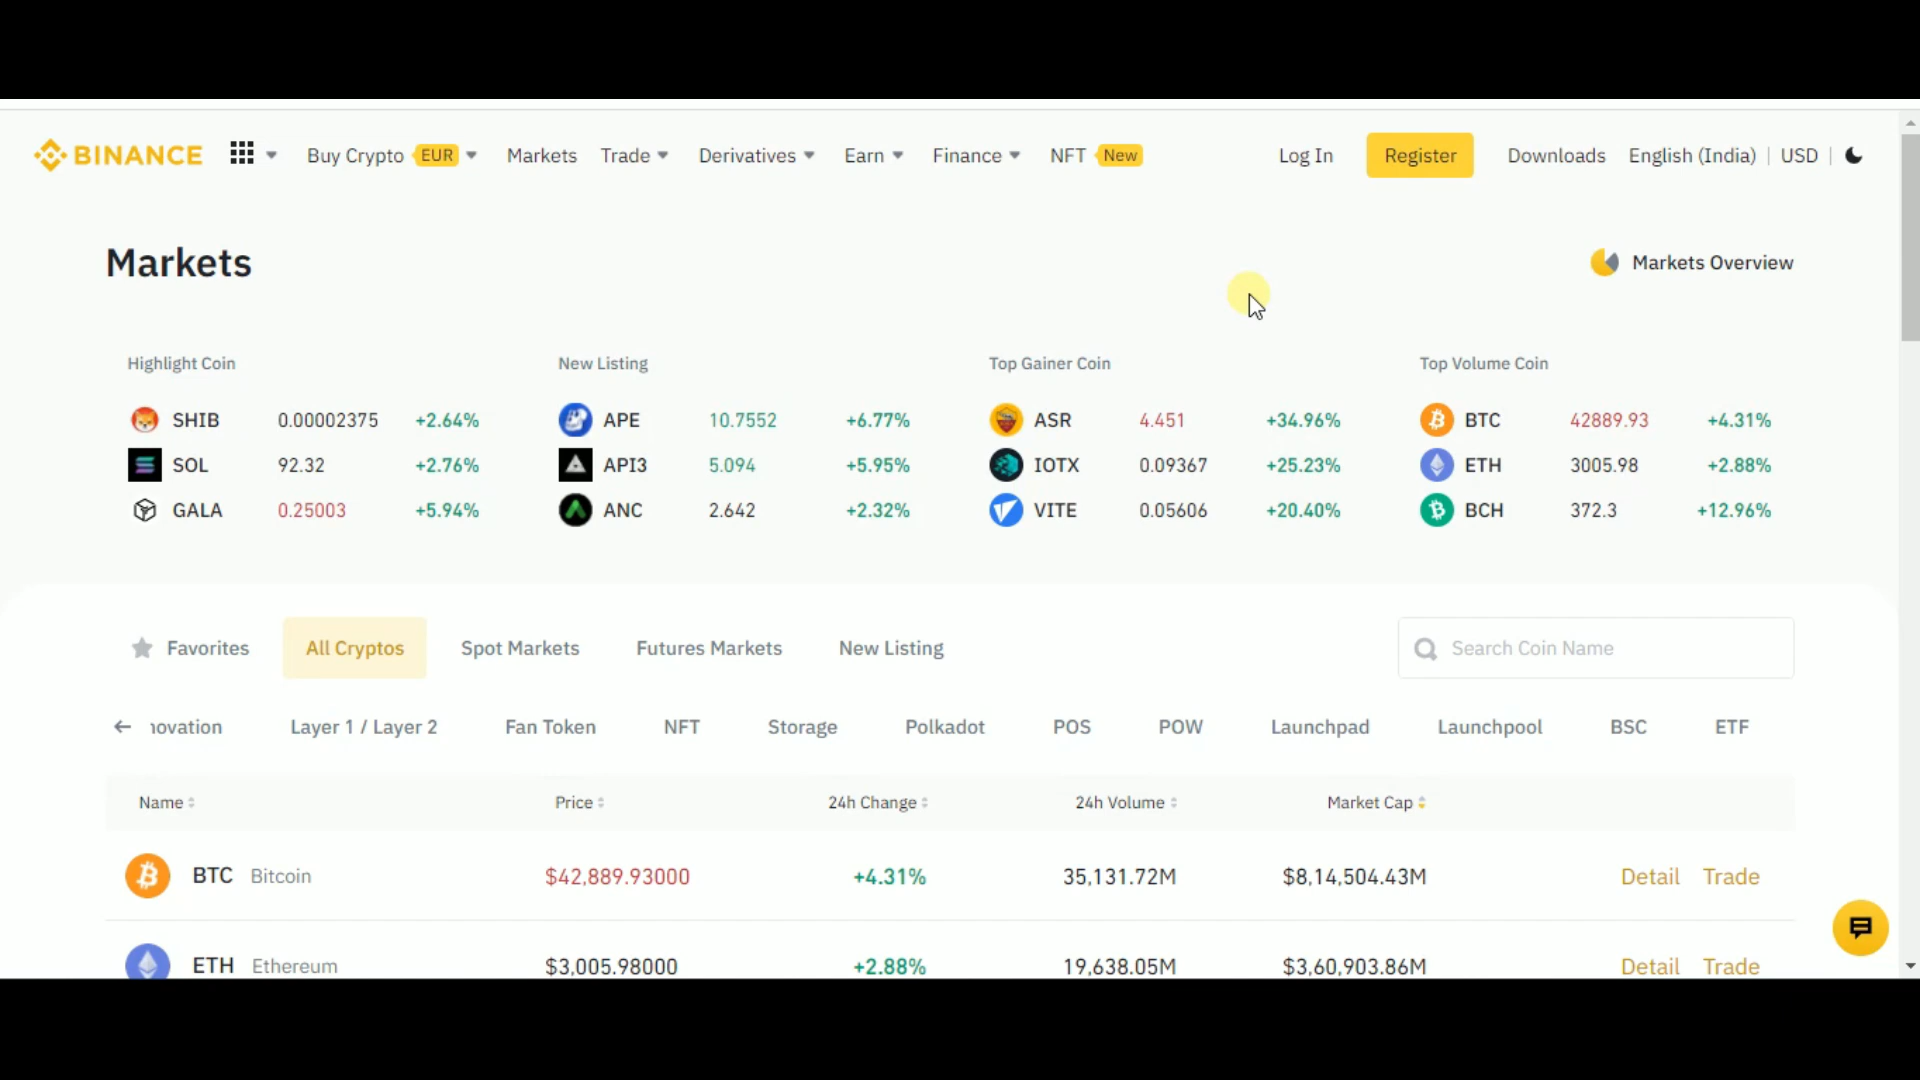 BINANCE Buy Crypto EUR Markets Trade Derivatives Earn Finance NFT New Log In Register Downloads English (India) | USD |
Markets
Markets Overview
Highlight Coin New Listing Top Gainer Coin Top Volume Coin
SHIB 0.00002375 +2.64% APE 10.7552 +6.77% ASR 4.451 +34.96% BTC 42889.93 +4.31%
SOL 92.32 +2.76% API3 5.094 +5.95% IOTX 0.09367 +25.23% ETH 3005.98 +2.88%
GALA 0.25003 +5.94% ANC 2.642 +2.32% VITE 0.05606 +20.40% BCH 372.3 +12.96%
Favorites All Cryptos Spot Markets Futures Markets New Listing Search Coin Name
novation Layer 1 / Layer 2 Fan Token NFT Storage Polkadot POS POW Launchpad Launchpool BSC ETF
Name Price 24h Change 24h Volume Market Cap
BTC Bitcoin $42,889.93000 +4.31% 35,131.72M $8,14,504.43M Detail Trade
ETH Ethereum $3,005.98000 +2.88% 19,638.05M $3,60,903.86M Detail Trade